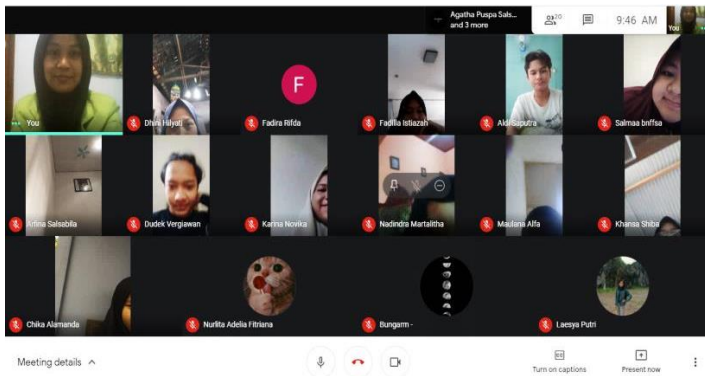 Agatha Puspa Sals...
and 3 more
20
9:46 AM
You
You
Dhini Hilyati
F
Fadira Rifda
Fadilla Istiazah
Aldi Saputra
Salmaa bnffsa
Arlina Salsabila
Dudek Vergiawan
Karina Novika
Nadindra Martalitha
Maulana Alfa
Khansa Shiba
Chika Alamanda
Nurlita Adelia Fitriana
Bungarm -
Laesya Putri
Meeting details
Turn on captions
Present now